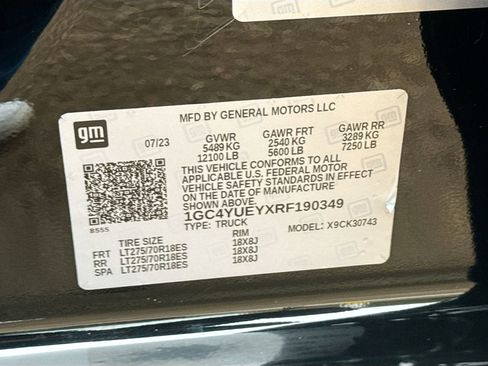 MFD BY GENERAL MOTORS LLC
gm
07/23
GVWR GAWR FRT GAWR RR
5489 KG 2540 KG 3289 KG
12100 LB 5600 LB 7250 LB
THIS VEHICLE CONFORMS TO ALL
APPLICABLE U.S. FEDERAL MOTOR
VEHICLE SAFETY STANDARDS IN EFFECT
ON THE DATE OF MANUFACTURE SHOWN ABOVE.
1GC4YUEYXRF190349
TYPE: TRUCK MODEL: X9CK30743
BS55
TIRE SIZE RIM
FRT LT275/70R18ES 18X8J
RR LT275/70R18ES 18X8J
SPA LT275/70R18ES 18X8J